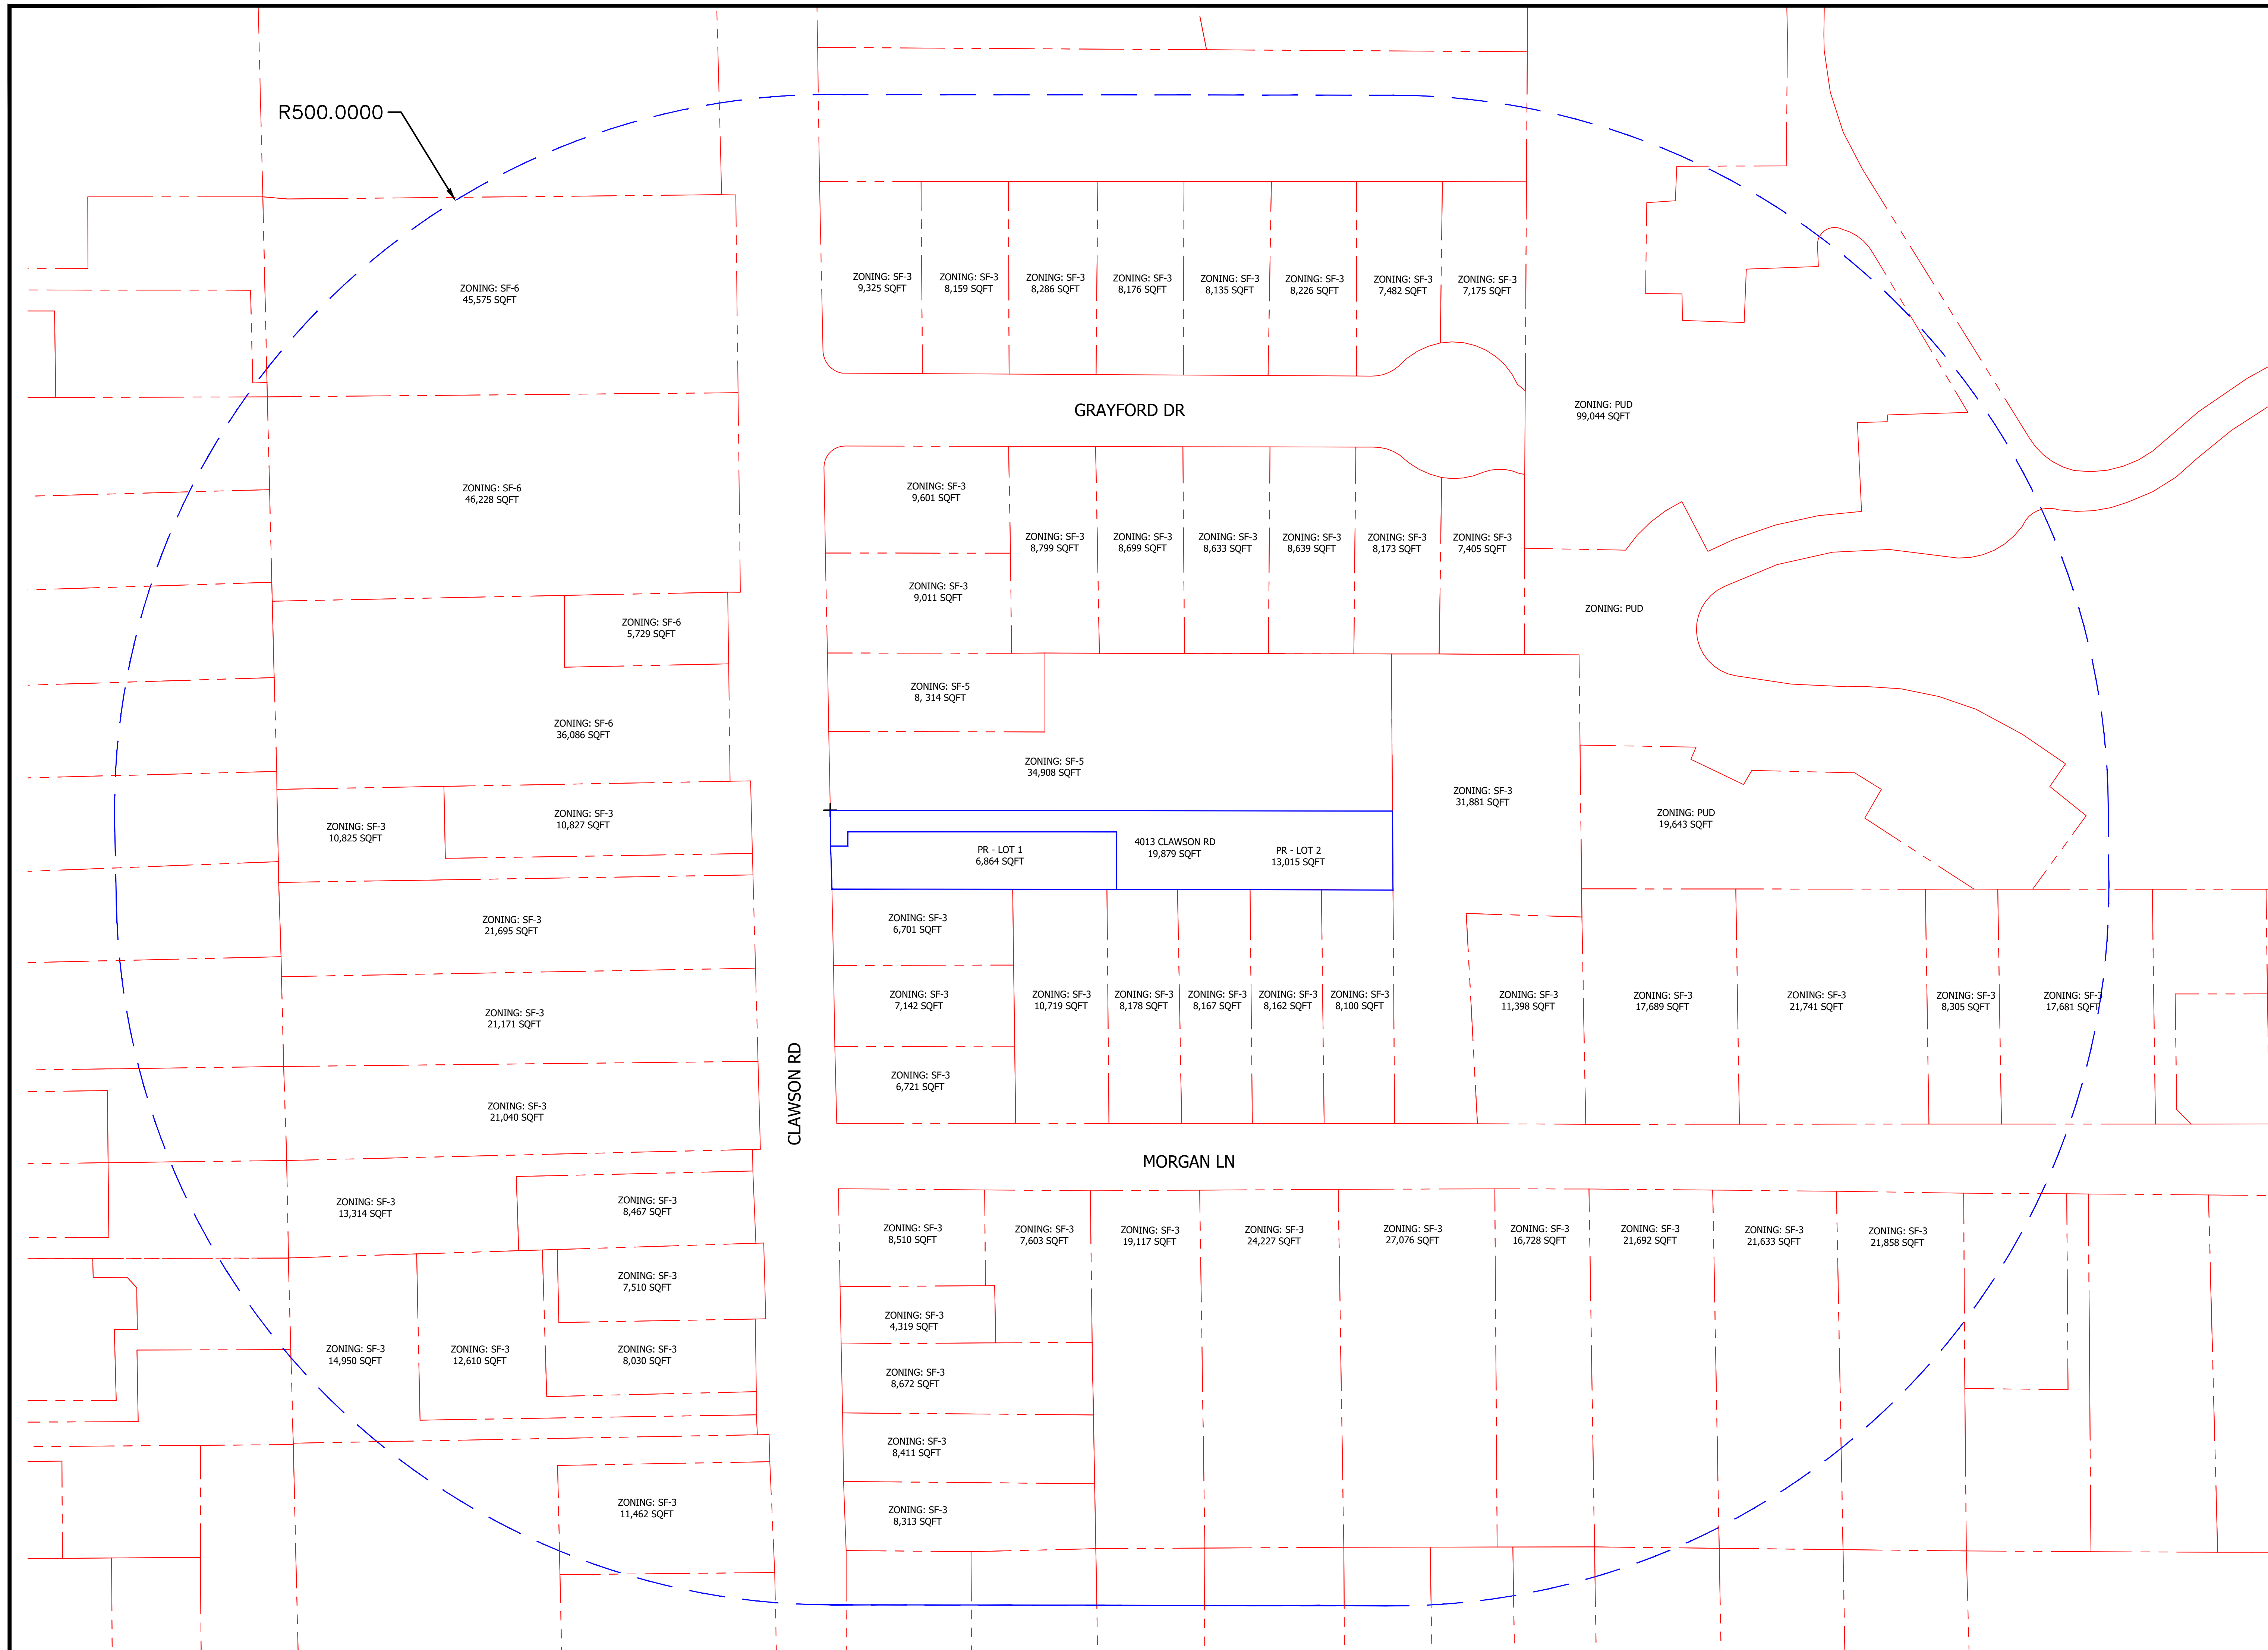 R500.0000
ZONING: SF-6
45,575 SQFT
ZONING: SF-3
9,325 SQFT
ZONING: SF-3
8,159 SQFT
ZONING: SF-3
8,286 SQFT
ZONING: SF-3
8,176 SQFT
ZONING: SF-3
8,135 SQFT
ZONING: SF-3
8,226 SQFT
ZONING: SF-3
7,482 SQFT
ZONING: SF-3
7,175 SQFT
GRAYFORD DR
ZONING: PUD
99,044 SQFT
ZONING: SF-6
46,228 SQFT
ZONING: SF-3
9,601 SQFT
ZONING: SF-3
8,799 SQFT
ZONING: SF-3
8,699 SQFT
ZONING: SF-3
8,633 SQFT
ZONING: SF-3
8,639 SQFT
ZONING: SF-3
8,173 SQFT
ZONING: SF-3
7,405 SQFT
ZONING: SF-3
9,011 SQFT
ZONING: PUD
ZONING: SF-6
5,729 SQFT
ZONING: SF-5
8, 314 SQFT
ZONING: SF-6
36,086 SQFT
ZONING: SF-5
34,908 SQFT
ZONING: SF-3
31,881 SQFT
ZONING: SF-3
10,825 SQFT
ZONING: SF-3
10,827 SQFT
ZONING: PUD
19,643 SQFT
PR - LOT 1
6,864 SQFT
4013 CLAWSON RD
19,879 SQFT
PR - LOT 2
13,015 SQFT
ZONING: SF-3
21,695 SQFT
ZONING: SF-3
6,701 SQFT
ZONING: SF-3
21,171 SQFT
ZONING: SF-3
7,142 SQFT
ZONING: SF-3
10,719 SQFT
ZONING: SF-3
8,178 SQFT
ZONING: SF-3
8,167 SQFT
ZONING: SF-3
8,162 SQFT
ZONING: SF-3
8,100 SQFT
ZONING: SF-3
11,398 SQFT
ZONING: SF-3
17,689 SQFT
ZONING: SF-3
21,741 SQFT
ZONING: SF-3
8,305 SQFT
ZONING: SF-3
17,681 SQFT
ZONING: SF-3
21,040 SQFT
CLAWSON RD
ZONING: SF-3
6,721 SQFT
MORGAN LN
ZONING: SF-3
13,314 SQFT
ZONING: SF-3
8,467 SQFT
ZONING: SF-3
8,510 SQFT
ZONING: SF-3
7,603 SQFT
ZONING: SF-3
19,117 SQFT
ZONING: SF-3
24,227 SQFT
ZONING: SF-3
27,076 SQFT
ZONING: SF-3
16,728 SQFT
ZONING: SF-3
21,692 SQFT
ZONING: SF-3
21,633 SQFT
ZONING: SF-3
21,858 SQFT
ZONING: SF-3
7,510 SQFT
ZONING: SF-3
4,319 SQFT
ZONING: SF-3
14,950 SQFT
ZONING: SF-3
12,610 SQFT
ZONING: SF-3
8,030 SQFT
ZONING: SF-3
8,672 SQFT
ZONING: SF-3
8,411 SQFT
ZONING: SF-3
11,462 SQFT
ZONING: SF-3
8,313 SQFT